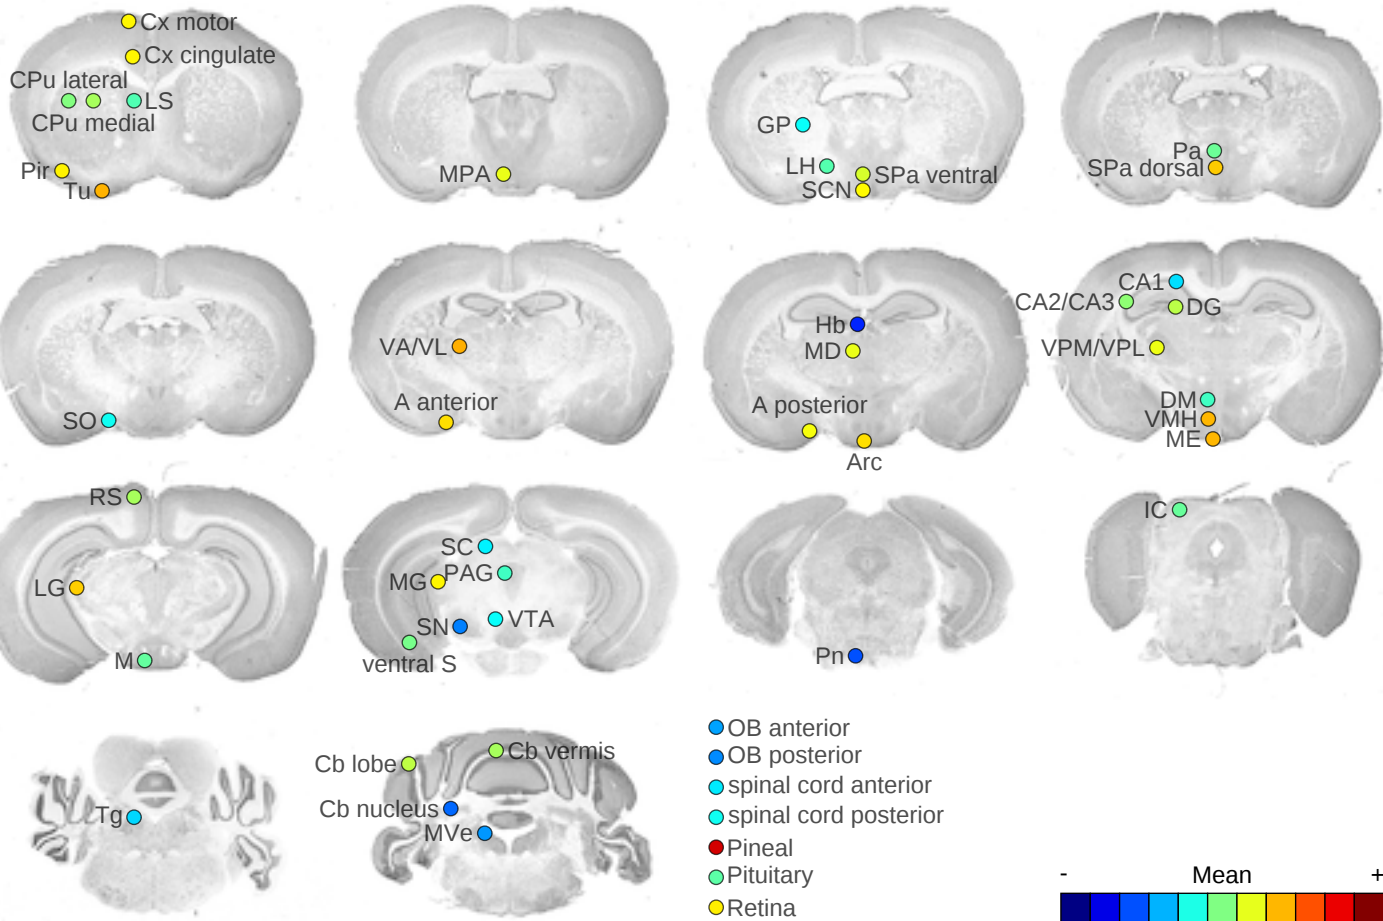 Cx motor
Cx cingulate
CPu lateral
LS
CPu medial
Pir
Tu
MPA
GP
LH
SPa ventral
SCN
Pa
SPa dorsal
SO
VA/VL
A anterior
Hb
MD
A posterior
Arc
CA1
CA2/CA3
DG
VPM/VPL
DM
VMH
ME
RS
LG
M
SC
PAG
MG
VTA
SN
ventral S
Pn
IC
Tg
Cb lobe
Cb vermis
Cb nucleus
MVe
OB anterior
OB posterior
spinal cord anterior
spinal cord posterior
Pineal
Pituitary
Retina
- Mean +